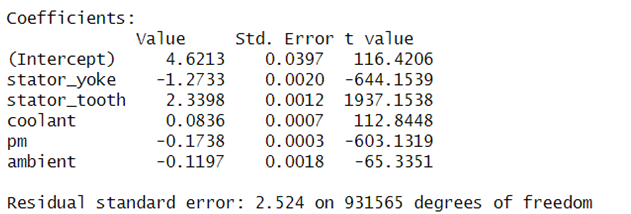 Coefficients:
Value Std. Error t value
(Intercept) 4.6213 0.0397 116.4206
stator_yoke -1.2733 0.0020 -644.1539
stator_tooth 2.3398 0.0012 1937.1538
coolant 0.0836 0.0007 112.8448
pm -0.1738 0.0003 -603.1319
ambient -0.1197 0.0018 -65.3351
Residual standard error: 2.524 on 931565 degrees of freedom